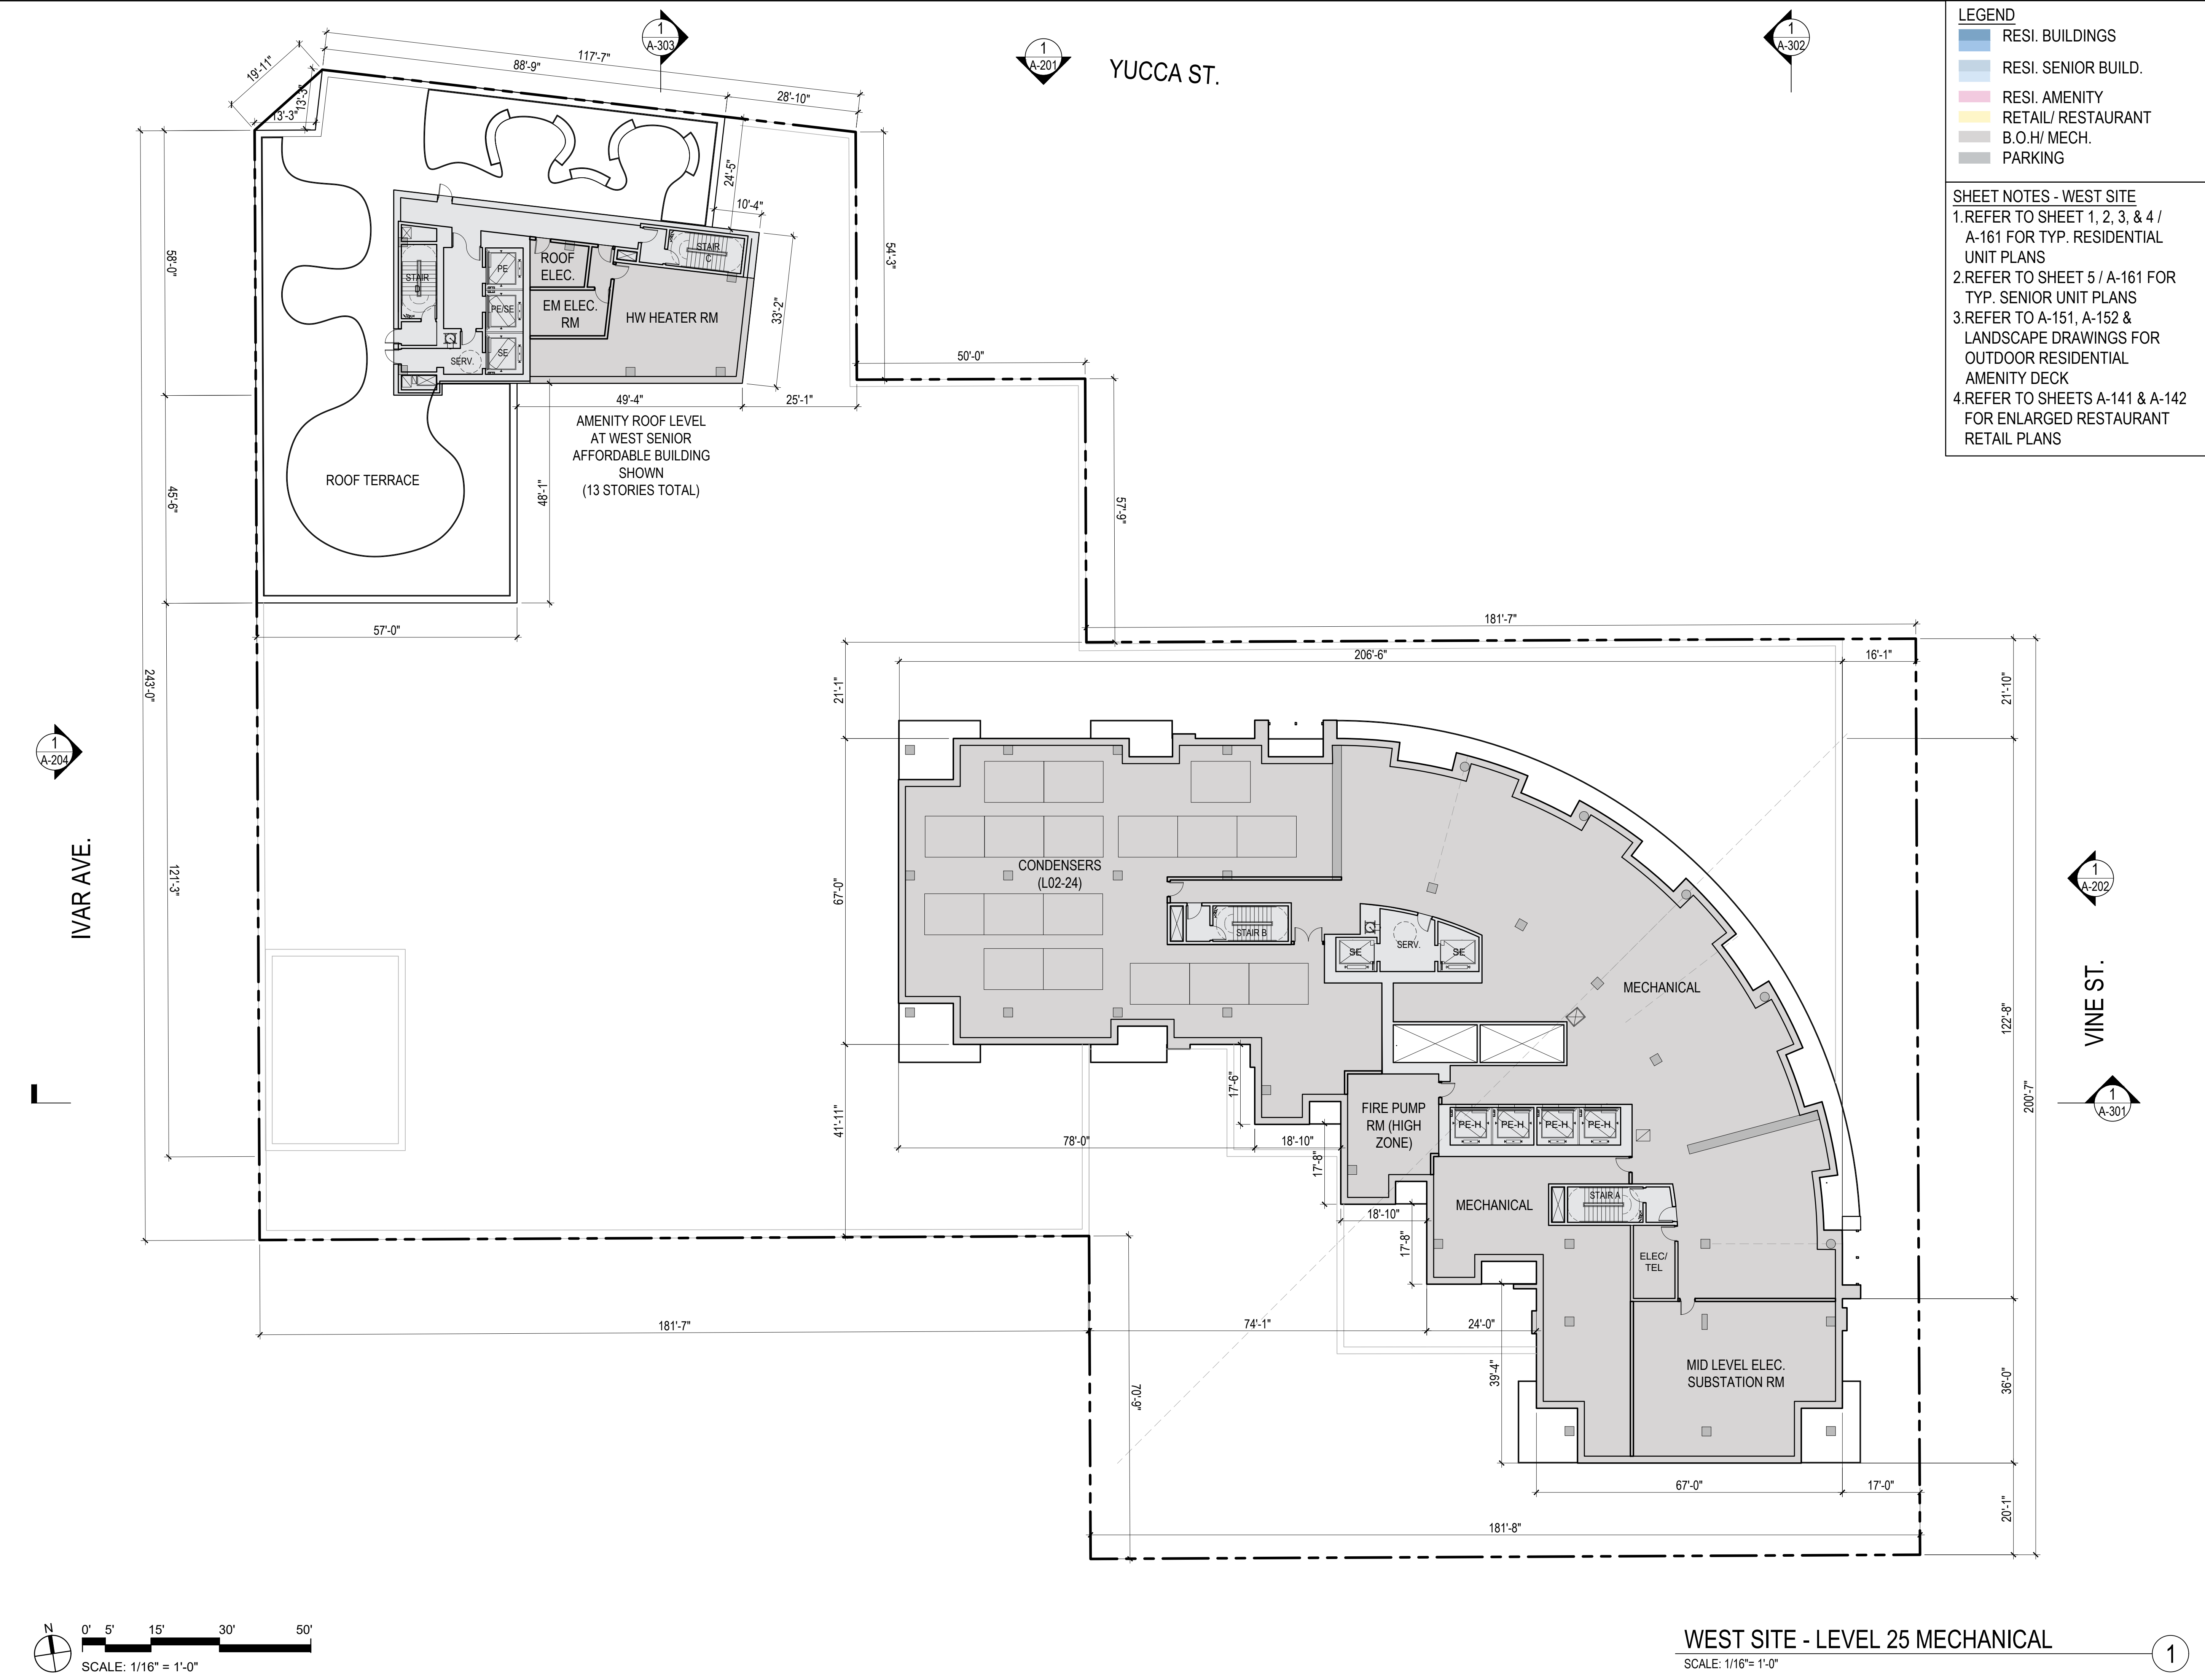 1
A-303
1
A-201
YUCCA ST.
1
A-302
LEGEND
RESI. BUILDINGS
RESI. SENIOR BUILD.
RESI. AMENITY
RETAIL/ RESTAURANT
B.O.H/ MECH.
PARKING
SHEET NOTES - WEST SITE
1.REFER TO SHEET 1, 2, 3, & 4 /
A-161 FOR TYP. RESIDENTIAL
UNIT PLANS
2.REFER TO SHEET 5 / A-161 FOR
TYP. SENIOR UNIT PLANS
3.REFER TO A-151, A-152 &
LANDSCAPE DRAWINGS FOR
OUTDOOR RESIDENTIAL
AMENITY DECK
4.REFER TO SHEETS A-141 & A-142
FOR ENLARGED RESTAURANT
RETAIL PLANS
117'-7"
88'-9"
28'-10"
19'-11"
13'-3"
13'-3"
24'-5"
10'-4"
58'-0"
54'-3"
33'-2"
STAIR
C
ROOF
ELEC.
EM ELEC.
RM
HW HEATER RM
STAIR
D
PE
PE/SE
SE
SERV.
50'-0"
49'-4"
25'-1"
AMENITY ROOF LEVEL
AT WEST SENIOR
AFFORDABLE BUILDING
SHOWN
(13 STORIES TOTAL)
ROOF TERRACE
45'-6"
48'-1"
57'-9"
57'-0"
181'-7"
206'-6"
16'-1"
243'-0"
21'-1"
21'-10"
1
A-204
IVAR AVE.
121'-3"
67'-0"
CONDENSERS
(L02-24)
STAIR B
SE
SERV.
SE
MECHANICAL
1
A-202
VINE ST.
122'-8"
200'-7"
1
A-301
41'-11"
17'-6"
78'-0"
18'-10"
17'-8"
FIRE PUMP
RM (HIGH
ZONE)
PE-H
PE-H
PE-H
PE-H
MECHANICAL
STAIR A
18'-10"
17'-8"
ELEC/
TEL
181'-7"
74'-1"
24'-0"
39'-4"
70'-9"
MID LEVEL ELEC.
SUBSTATION RM
36'-0"
67'-0"
17'-0"
20'-1"
181'-8"
N
0' 5' 15' 30' 50'
SCALE: 1/16" = 1'-0"
WEST SITE - LEVEL 25 MECHANICAL
SCALE: 1/16"= 1'-0"
1